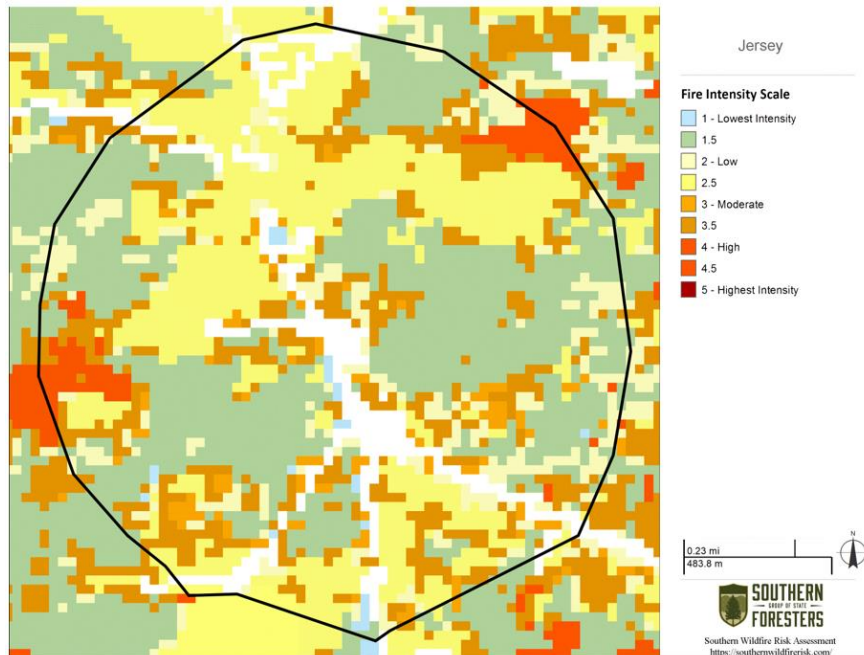 Jersey
Fire Intensity Scale
1 - Lowest Intensity
1.5
2 - Low
2.5
3 - Moderate
3.5
4 - High
4.5
5 - Highest Intensity
0.23 mi
483.8 m
N
SOUTHERN
GROUP OF STATE
FORESTERS
Southern Wildfire Risk Assessment
https://southernwildfirerisk.com/